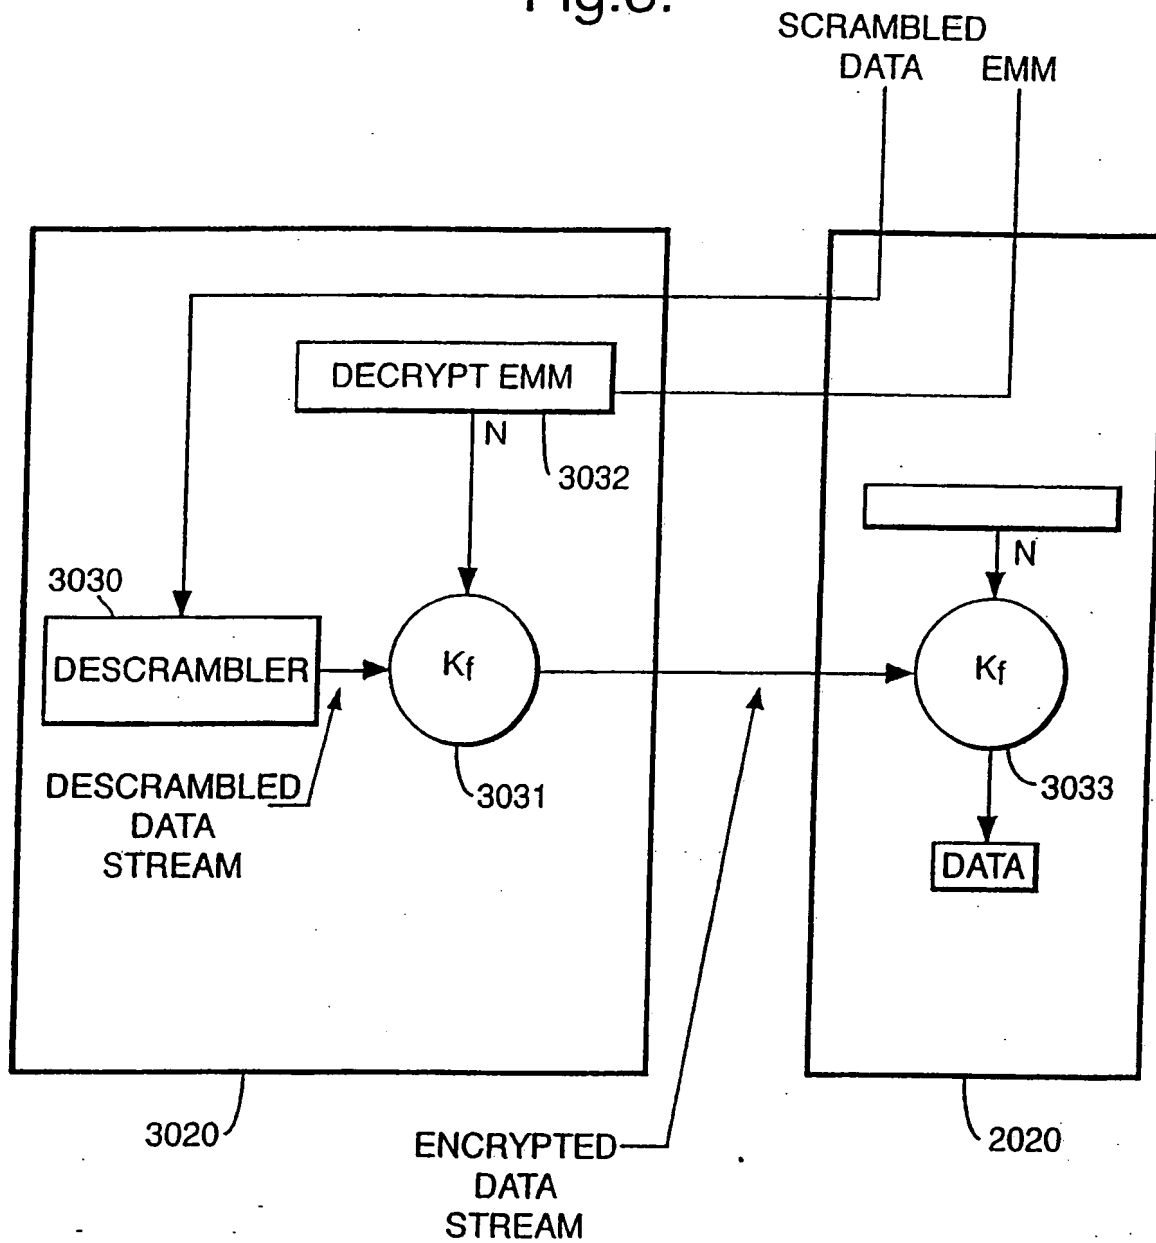 SCRAMBLED
DATA EMM
DECRYPT EMM
N
3032
N
3030
DESCRAMBLER
Kf
Kf
3031
3033
DESCRAMBLED
DATA
STREAM
DATA
3020
2020
ENCRYPTED
DATA
STREAM